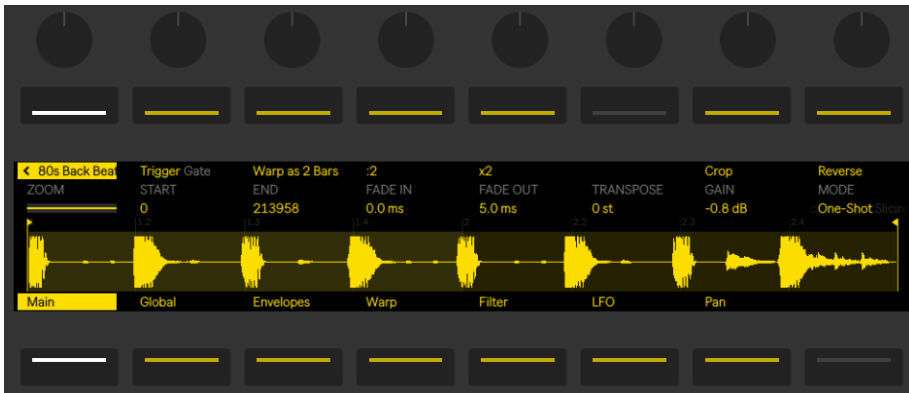 < 80s Back Beat Trigger Gate Warp as 2 Bars :2 x2 Crop Reverse
ZOOM START END FADE IN FADE OUT TRANSPOSE GAIN MODE
0 213958 0.0 ms 5.0 ms 0 st -0.8 dB One-Shot Slicing
1.2 1.3 1.4 2 2.2 2.3 2.4
Main Global Envelopes Warp Filter LFO Pan